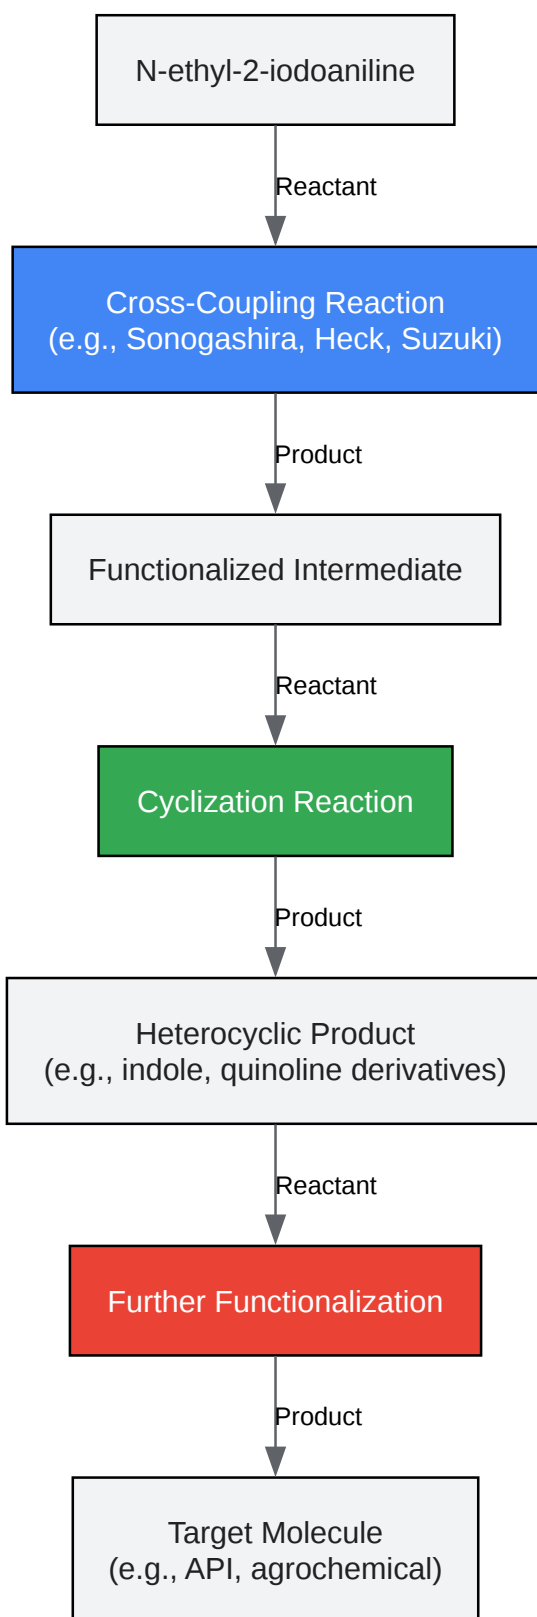 N-ethyl-2-iodoaniline
Reactant
Cross-Coupling Reaction
(e.g., Sonogashira, Heck, Suzuki)
Product
Functionalized Intermediate
Reactant
Cyclization Reaction
Product
Heterocyclic Product
(e.g., indole, quinoline derivatives)
Reactant
Further Functionalization
Product
Target Molecule
(e.g., API, agrochemical)